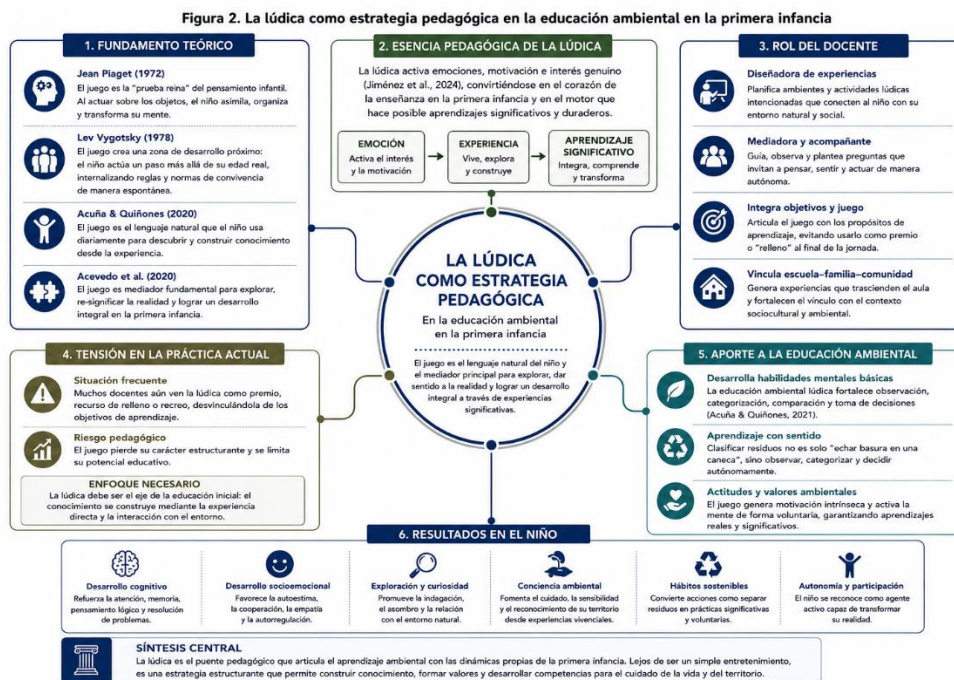 Figura 2. La lúdica como estrategia pedagógica en la educación ambiental en la primera infancia
1. FUNDAMENTO TEÓRICO
Jean Piaget (1972)
El juego es la "prueba reina" del pensamiento infantil.
Al actuar sobre los objetos, el niño asimila, organiza
y transforma su mente.
Lev Vygotsky (1978)
El juego crea una zona de desarrollo próximo:
el niño actúa un paso más allá de su edad real,
internalizando reglas y normas de convivencia
de manera espontánea.
Acuña & Quiñones (2020)
El juego es el lenguaje natural que el niño usa
diariamente para descubrir y construir conocimiento
desde la experiencia.
Acevedo et al. (2020)
El juego es mediador fundamental para explorar,
re-significar la realidad y lograr un desarrollo
integral en la primera infancia.
2. ESENCIA PEDAGÓGICA DE LA LÚDICA
La lúdica activa emociones, motivación e interés genuino
(Jiménez et al., 2024), convirtiéndose en el corazón de
la enseñanza en la primera infancia y en el motor que
hace posible aprendizajes significativos y duraderos.
EMOCIÓN
Activa el interés
y la motivación
EXPERIENCIA
Vive, explora
y construye
APRENDIZAJE
SIGNIFICATIVO
Integra, comprende
y transforma
3. ROL DEL DOCENTE
Diseñadora de experiencias
Planifica ambientes y actividades lúdicas
intencionadas que conecten al niño con su
entorno natural y social.
Mediadora y acompañante
Guía, observa y plantea preguntas que
invitan a pensar, sentir y actuar de manera
autónoma.
Integra objetivos y juego
Articula el juego con los propósitos de
aprendizaje, evitando usarlo como premio
o "relleno" al final de la jornada.
Vincula escuela–familia–comunidad
Genera experiencias que trascienden el aula
y fortalecen el vínculo con el contexto
sociocultural y ambiental.
LA LÚDICA
COMO ESTRATEGIA
PEDAGÓGICA
En la educación ambiental
en la primera infancia
El juego es el lenguaje natural del niño y
el mediador principal para explorar, dar
sentido a la realidad y lograr un desarrollo
integral a través de experiencias
significativas.
4. TENSIÓN EN LA PRÁCTICA ACTUAL
Situación frecuente
Muchos docentes aún ven la lúdica como premio,
recurso de relleno o recreo, desvinculándola de los
objetivos de aprendizaje.
Riesgo pedagógico
El juego pierde su carácter estructurante y se limita
su potencial educativo.
ENFOQUE NECESARIO
La lúdica debe ser el eje de la educación inicial: el
conocimiento se construye mediante la experiencia
directa y la interacción con el entorno.
5. APORTE A LA EDUCACIÓN AMBIENTAL
Desarrolla habilidades mentales básicas
La educación ambiental lúdica fortalece observación,
categorización, comparación y toma de decisiones
(Acuña & Quiñones, 2021).
Aprendizaje con sentido
Clasificar residuos no es solo "echar basura en una
caneca", sino observar, categorizar y decidir
autónomamente.
Actitudes y valores ambientales
El juego genera motivación intrínseca y activa la
mente de forma voluntaria, garantizando aprendizajes
reales y significativos.
6. RESULTADOS EN EL NIÑO
Desarrollo cognitivo
Refuerza la atención, memoria,
pensamiento lógico y resolución
de problemas.
Desarrollo socioemocional
Favorece la autoestima,
la cooperación, la empatía
y la autorregulación.
Exploración y curiosidad
Promueve la indagación,
el asombro y la relación
con el entorno natural.
Conciencia ambiental
Fomenta el cuidado, la sensibilidad
y el reconocimiento de su territorio
desde experiencias vivenciales.
Hábitos sostenibles
Convierte acciones como separar
residuos en prácticas significativas
y voluntarias.
Autonomía y participación
El niño se reconoce como agente
activo capaz de transformar
su realidad.
SÍNTESIS CENTRAL
La lúdica es el puente pedagógico que articula el aprendizaje ambiental con las dinámicas propias de la primera infancia. Lejos de ser un simple entretenimiento,
es una estrategia estructurante que permite construir conocimiento, formar valores y desarrollar competencias para el cuidado de la vida y del territorio.